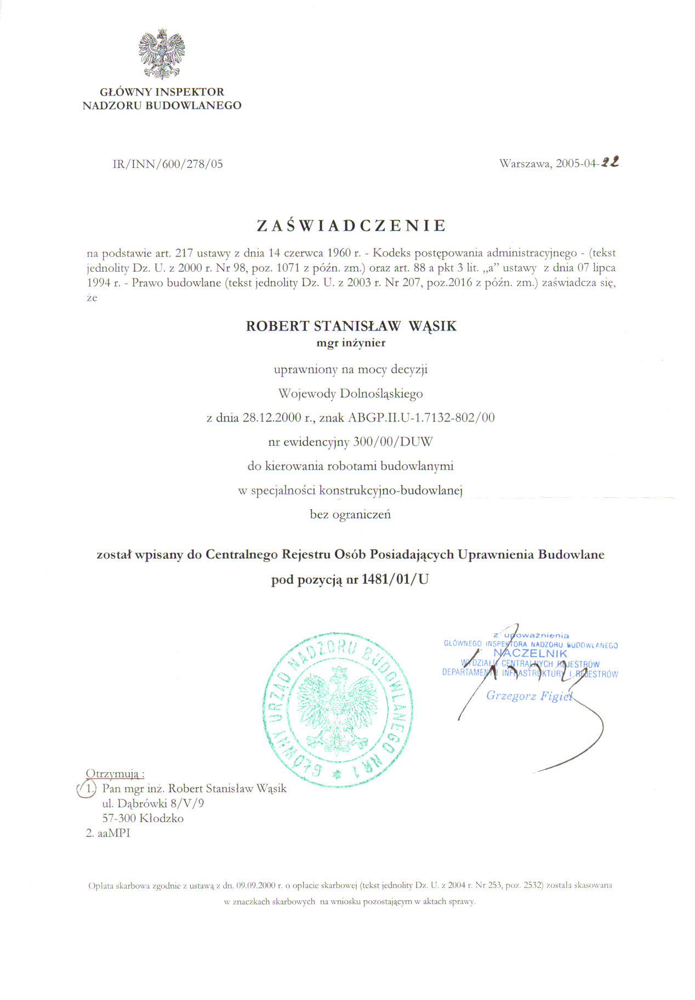 GŁÓWNY INSPEKTOR
NADZORU BUDOWLANEGO
IR/INN/600/278/05
Warszawa, 2005-04-22
ZAŚWIADCZENIE
na podstawie art. 217 ustawy z dnia 14 czerwca 1960 r. - Kodeks postępowania administracyjnego - (tekst
jednolity Dz. U. z 2000 r. Nr 98, poz. 1071 z późn. zm.) oraz art. 88 a pkt 3 lit. „a” ustawy z dnia 07 lipca
1994 r. - Prawo budowlane (tekst jednolity Dz. U. z 2003 r. Nr 207, poz.2016 z późn. zm.) zaświadcza się,
że
ROBERT STANISŁAW WĄSIK
mgr inżynier
uprawniony na mocy decyzji
Wojewody Dolnośląskiego
z dnia 28.12.2000 r., znak ABGP.II.U-1.7132-802/00
nr ewidencyjny 300/00/DUW
do kierowania robotami budowlanymi
w specjalności konstrukcyjno-budowlanej
bez ograniczeń
został wpisany do Centralnego Rejestru Osób Posiadających Uprawnienia Budowlane
pod pozycją nr 1481/01/U
GŁÓWNY URZĄD NADZORU BUDOWLANEGO NR 1
z upoważnienia
GŁÓWNEGO INSPEKTORA NADZORU BUDOWLANEGO
NACZELNIK
WYDZIAŁU CENTRALNYCH REJESTRÓW
DEPARTAMENTU INFRASTRUKTURY I REJESTRÓW
Grzegorz Figiel
Otrzymują :
1. Pan mgr inż. Robert Stanisław Wąsik
ul. Dąbrówki 8/V/9
57-300 Kłodzko
2. aaMPI
Opłata skarbowa zgodnie z ustawą z dn. 09.09.2000 r. o opłacie skarbowej (tekst jednolity Dz. U. z 2004 r. Nr 253, poz. 2532) została skasowana
w znaczkach skarbowych na wniosku pozostającym w aktach sprawy.